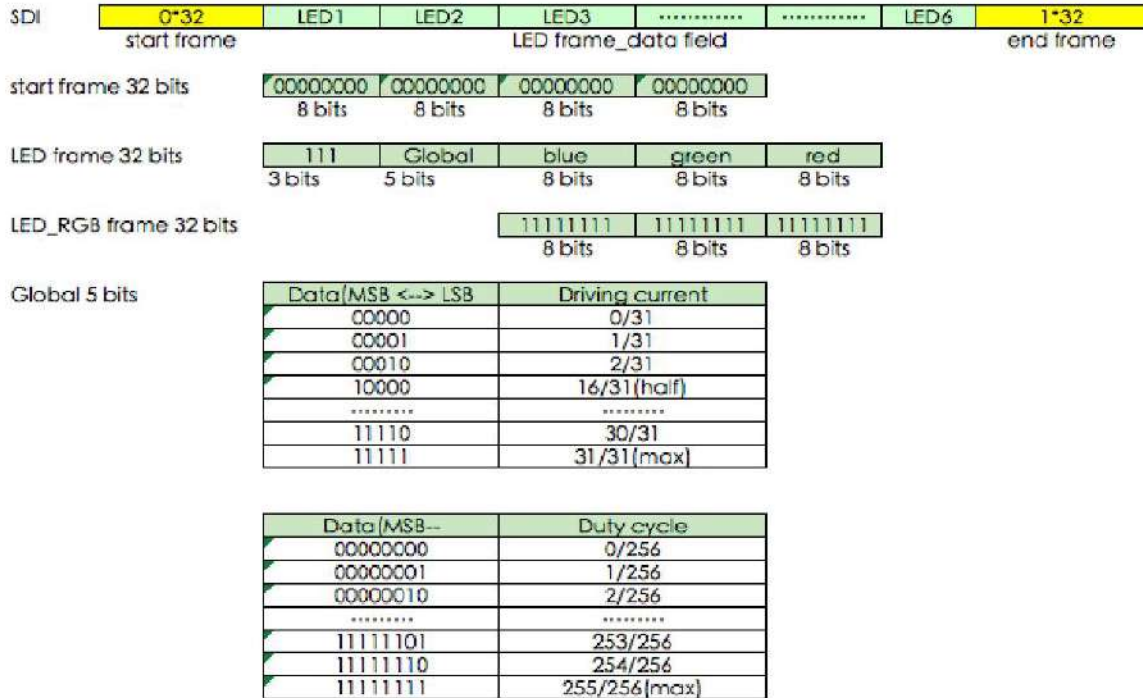 SDI 0*32 LED1 LED2 LED3 ............ ............ LED6 1*32
start frame LED frame_data field end frame
start frame 32 bits 00000000 00000000 00000000 00000000
8 bits 8 bits 8 bits 8 bits
LED frame 32 bits 111 Global blue green red
3 bits 5 bits 8 bits 8 bits 8 bits
LED_RGB frame 32 bits 11111111 11111111 11111111
8 bits 8 bits 8 bits
Global 5 bits Data(MSB <--> LSB Driving current
00000 0/31
00001 1/31
00010 2/31
10000 16/31(half)
......... .........
11110 30/31
11111 31/31(max)
Data(MSB-- Duty cycle
00000000 0/256
00000001 1/256
00000010 2/256
......... .........
11111101 253/256
11111110 254/256
11111111 255/256(max)